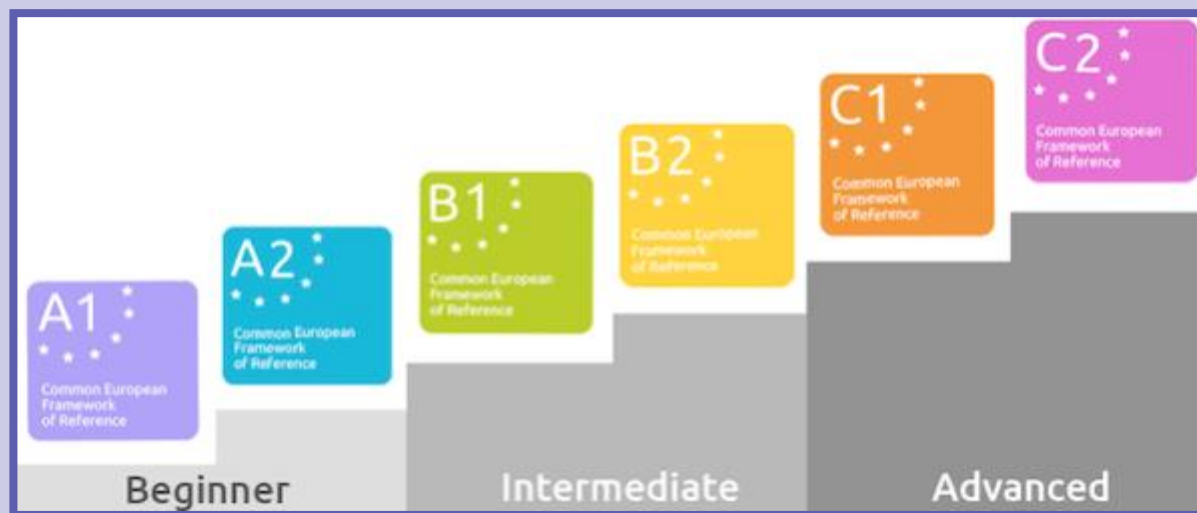 A1
Common European
Framework
of Reference
A2
Common European
Framework
of Reference
B1
Common European
Framework
of Reference
B2
Common European
Framework
of Reference
C1
Common European
Framework
of Reference
C2
Common European
Framework
of Reference
Beginner
Intermediate
Advanced